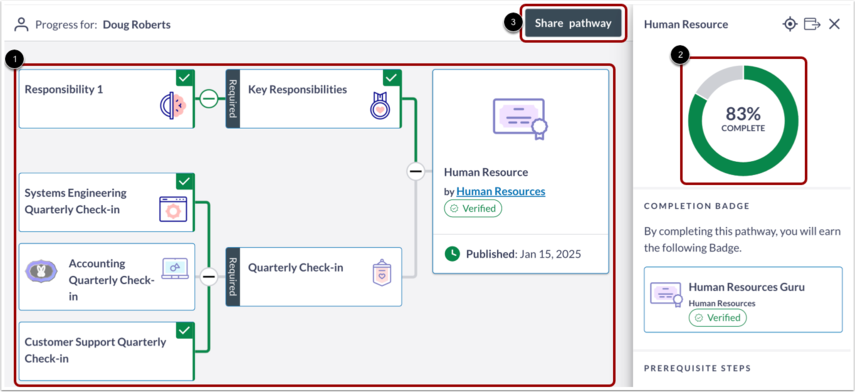 Progress for: Doug Roberts
3
Share pathway
Human Resource
1
Responsibility 1
Required
Key Responsibilities
2
83%
COMPLETE
Human Resource
by Human Resources
Verified
Systems Engineering
Quarterly Check-in
Accounting
Quarterly Check-
in
Required
Quarterly Check-in
Published: Jan 15, 2025
Customer Support Quarterly
Check-in
COMPLETION BADGE
By completing this pathway, you will earn
the following Badge.
Human Resources Guru
Human Resources
Verified
PREREQUISITE STEPS